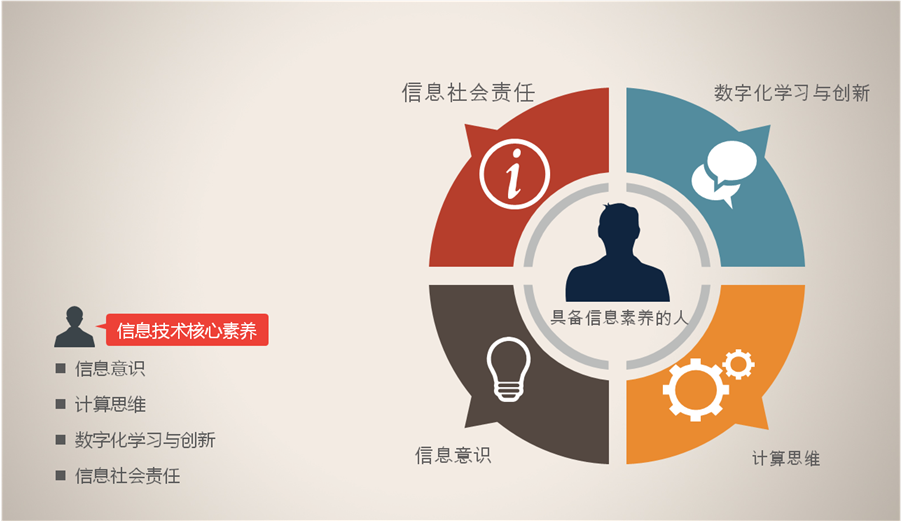 信息社会责任
数字化学习与创新
具备信息素养的人
信息技术核心素养
信息意识
计算思维
数字化学习与创新
信息社会责任
信息意识
计算思维